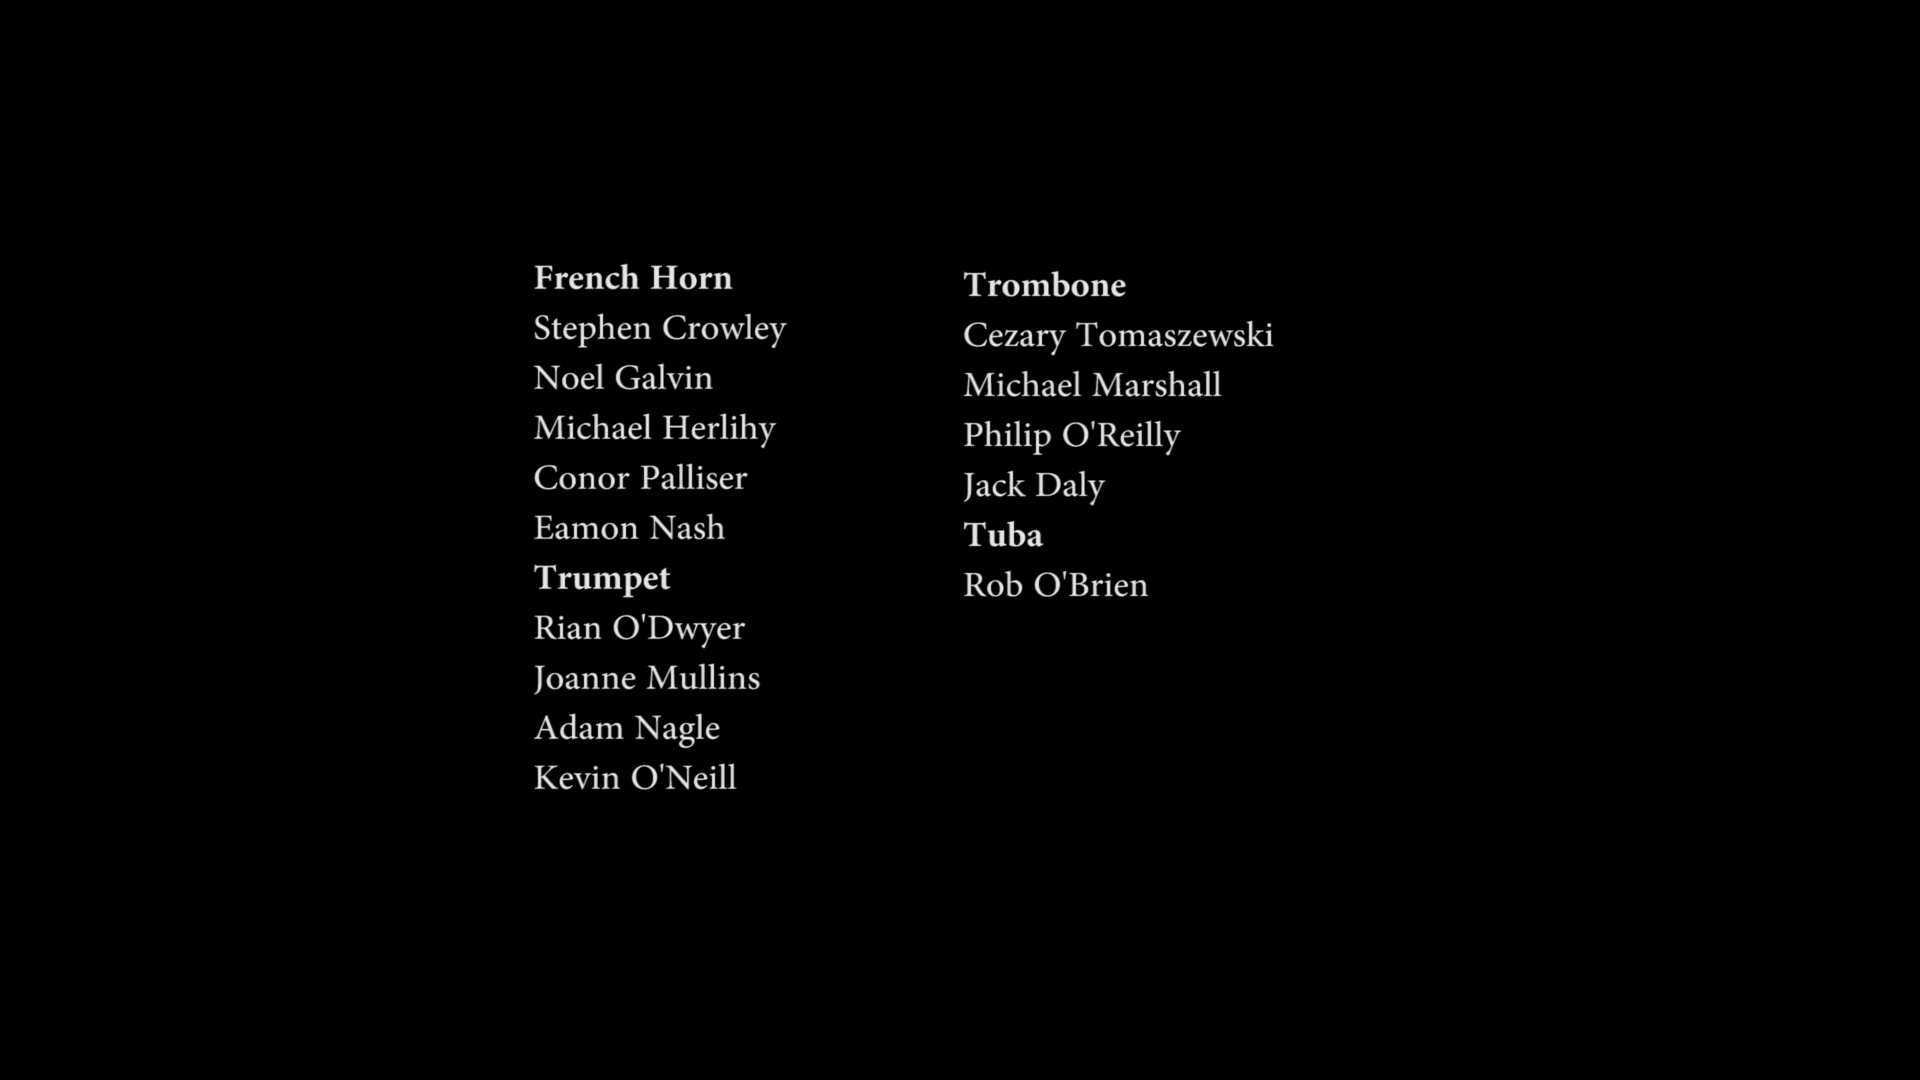 French Horn
Stephen Crowley
Noel Galvin
Michael Herlihy
Conor Palliser
Eamon Nash
Trumpet
Rian O'Dwyer
Joanne Mullins
Adam Nagle
Kevin O'Neill
Trombone
Cezary Tomaszewski
Michael Marshall
Philip O'Reilly
Jack Daly
Tuba
Rob O'Brien